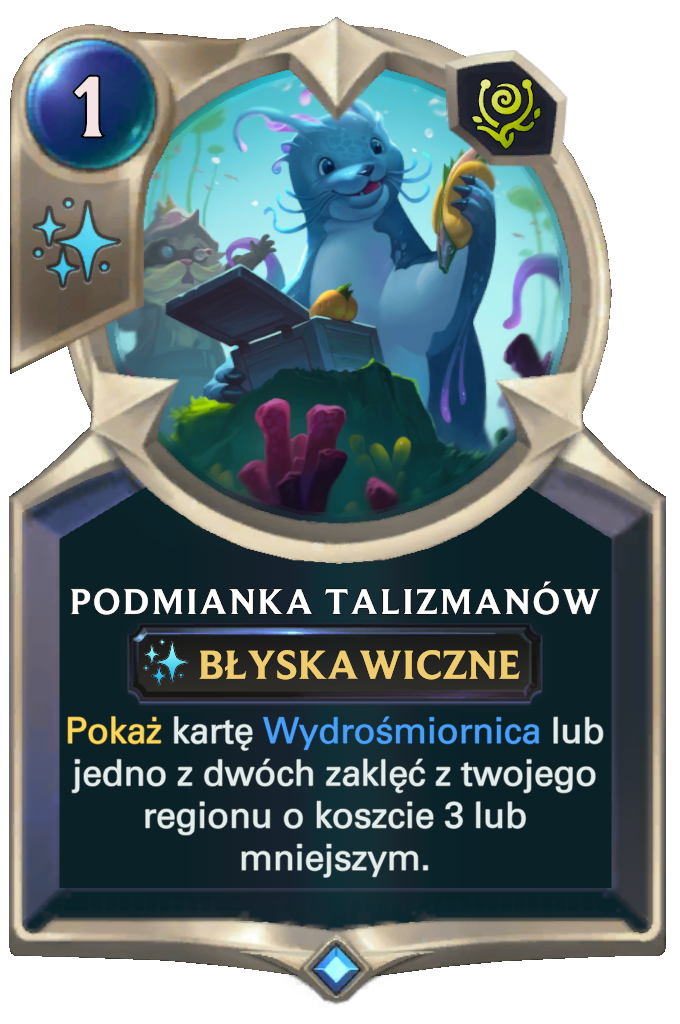 1
PODMIANKA TALIZMANÓW
BŁYSKAWICZNE
Pokaż kartę Wydrośmiornica lub
jedno z dwóch zaklęć z twojego
regionu o koszcie 3 lub
mniejszym.